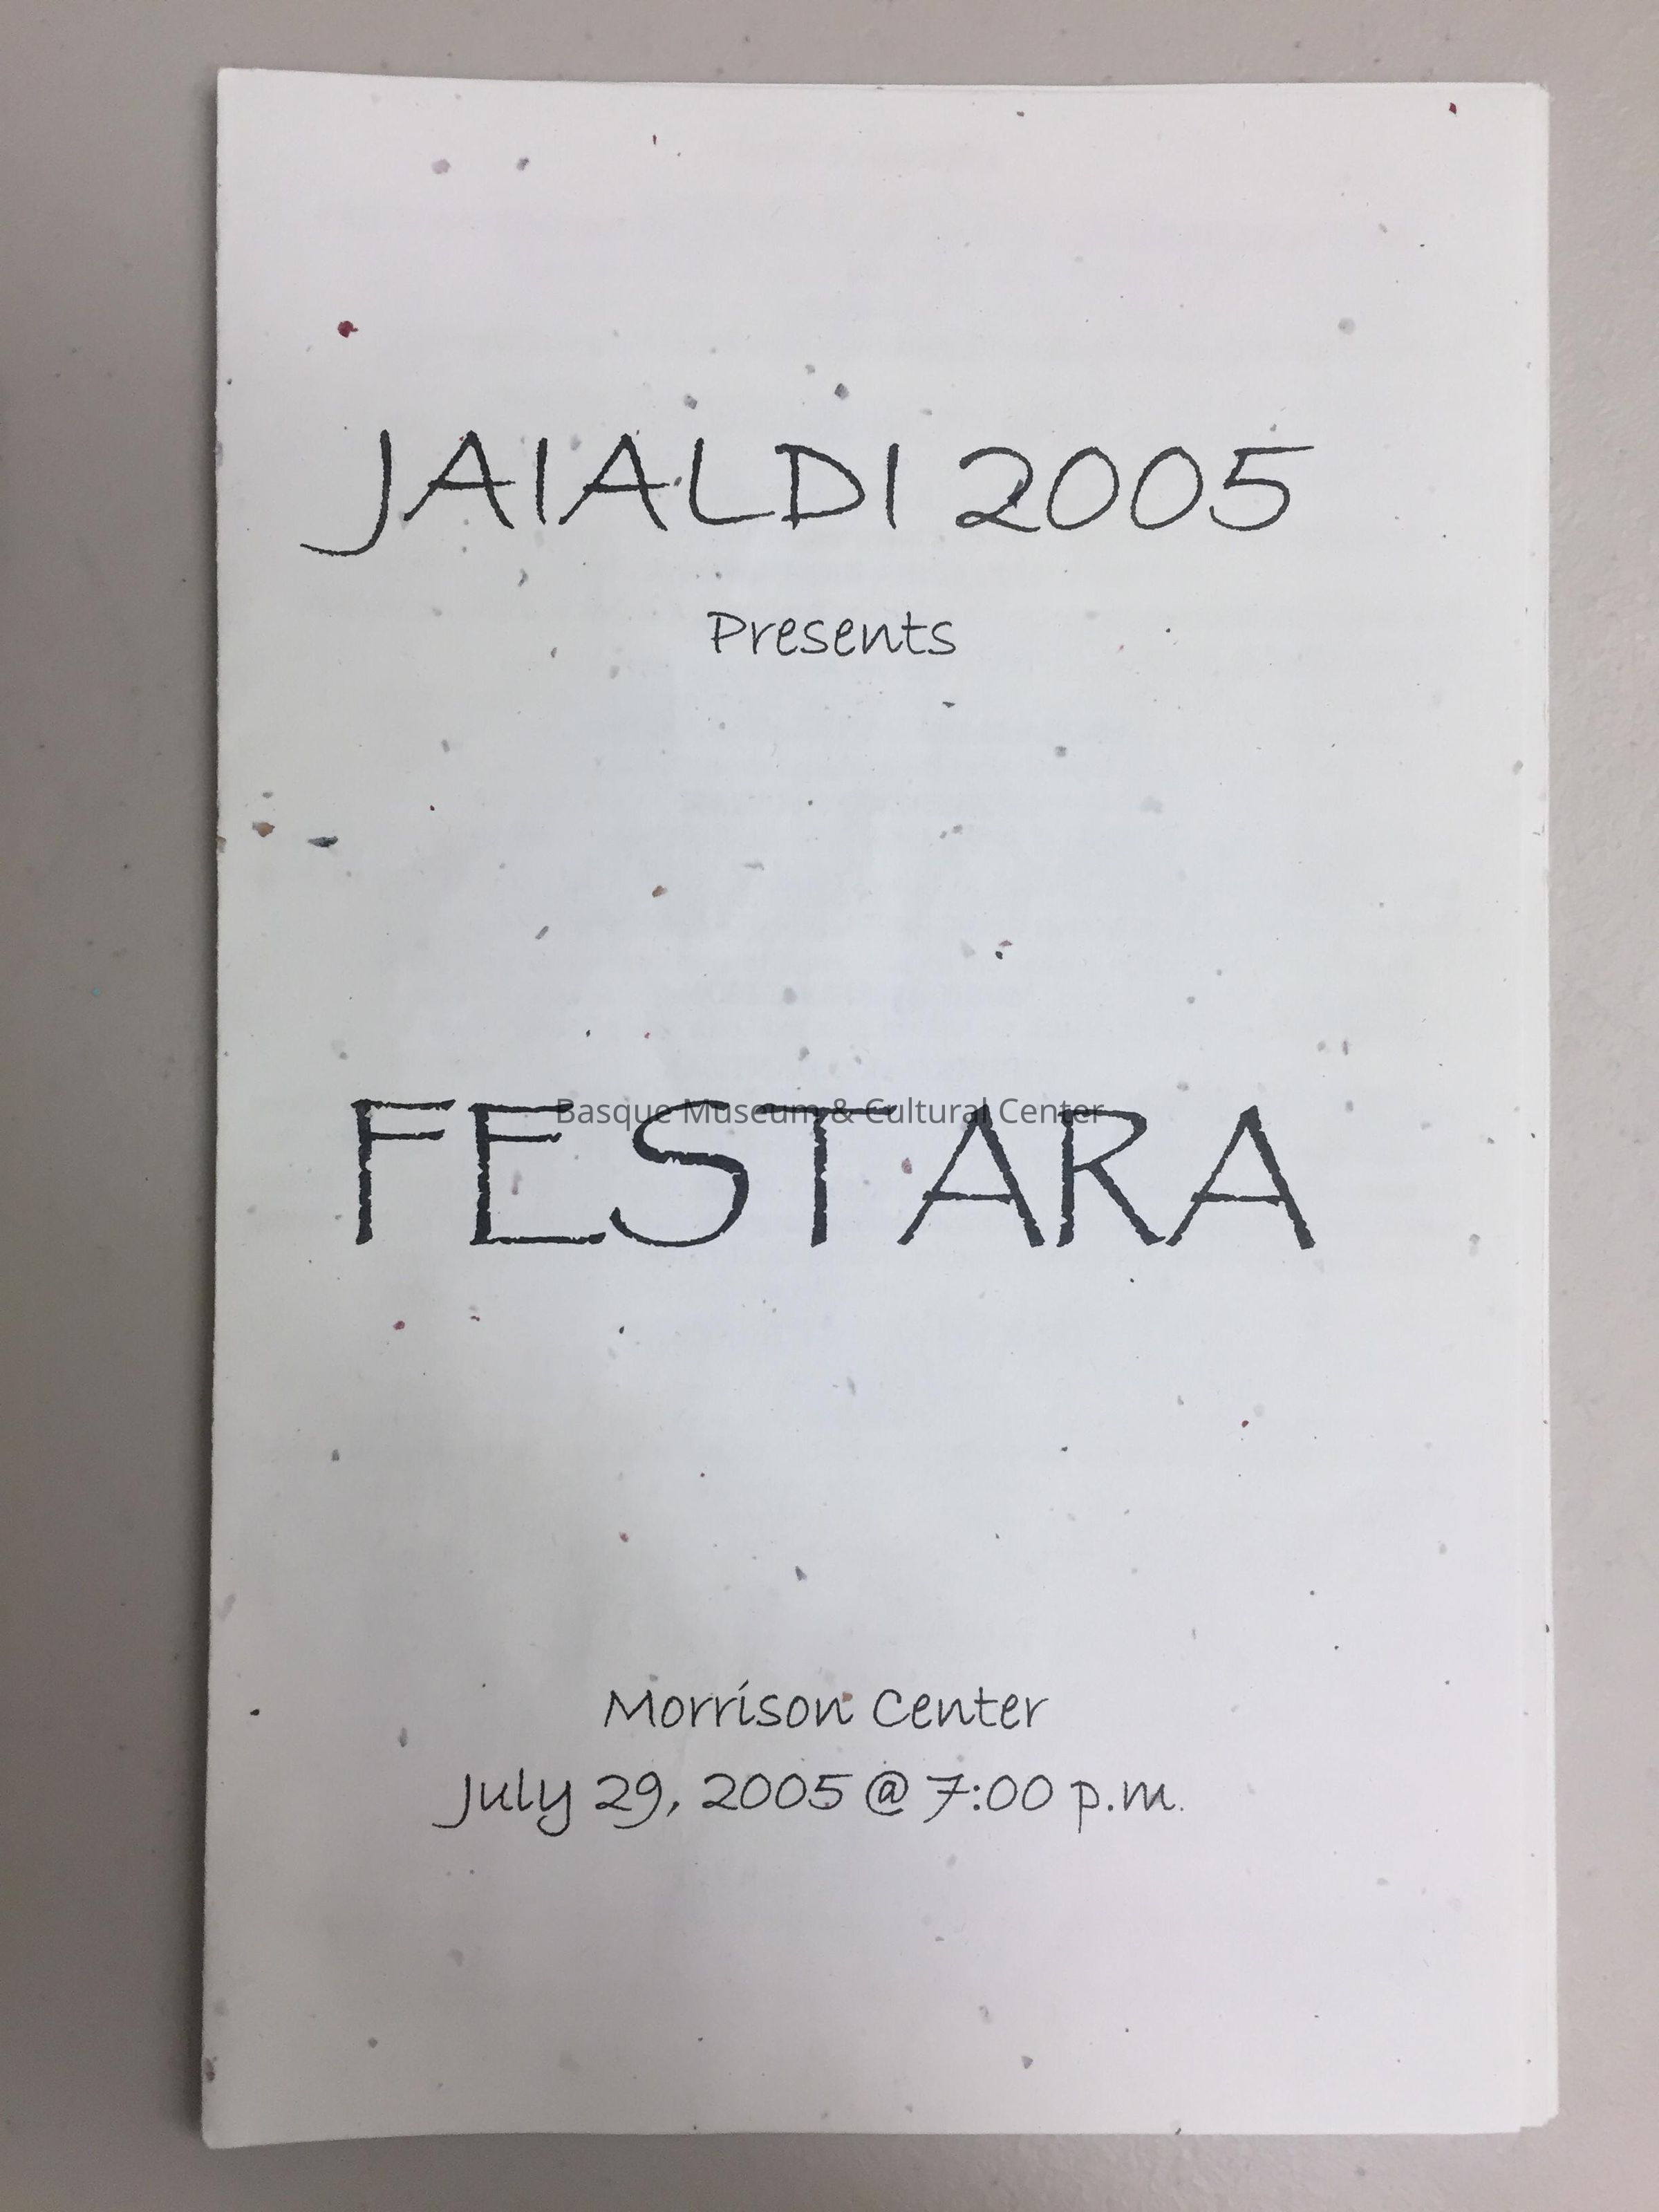 JAIALDI 2005
Presents
Basque Museum & Cultural Center
FESTARA
Morrison Center
July 29, 2005 @ 7:00 p.m.